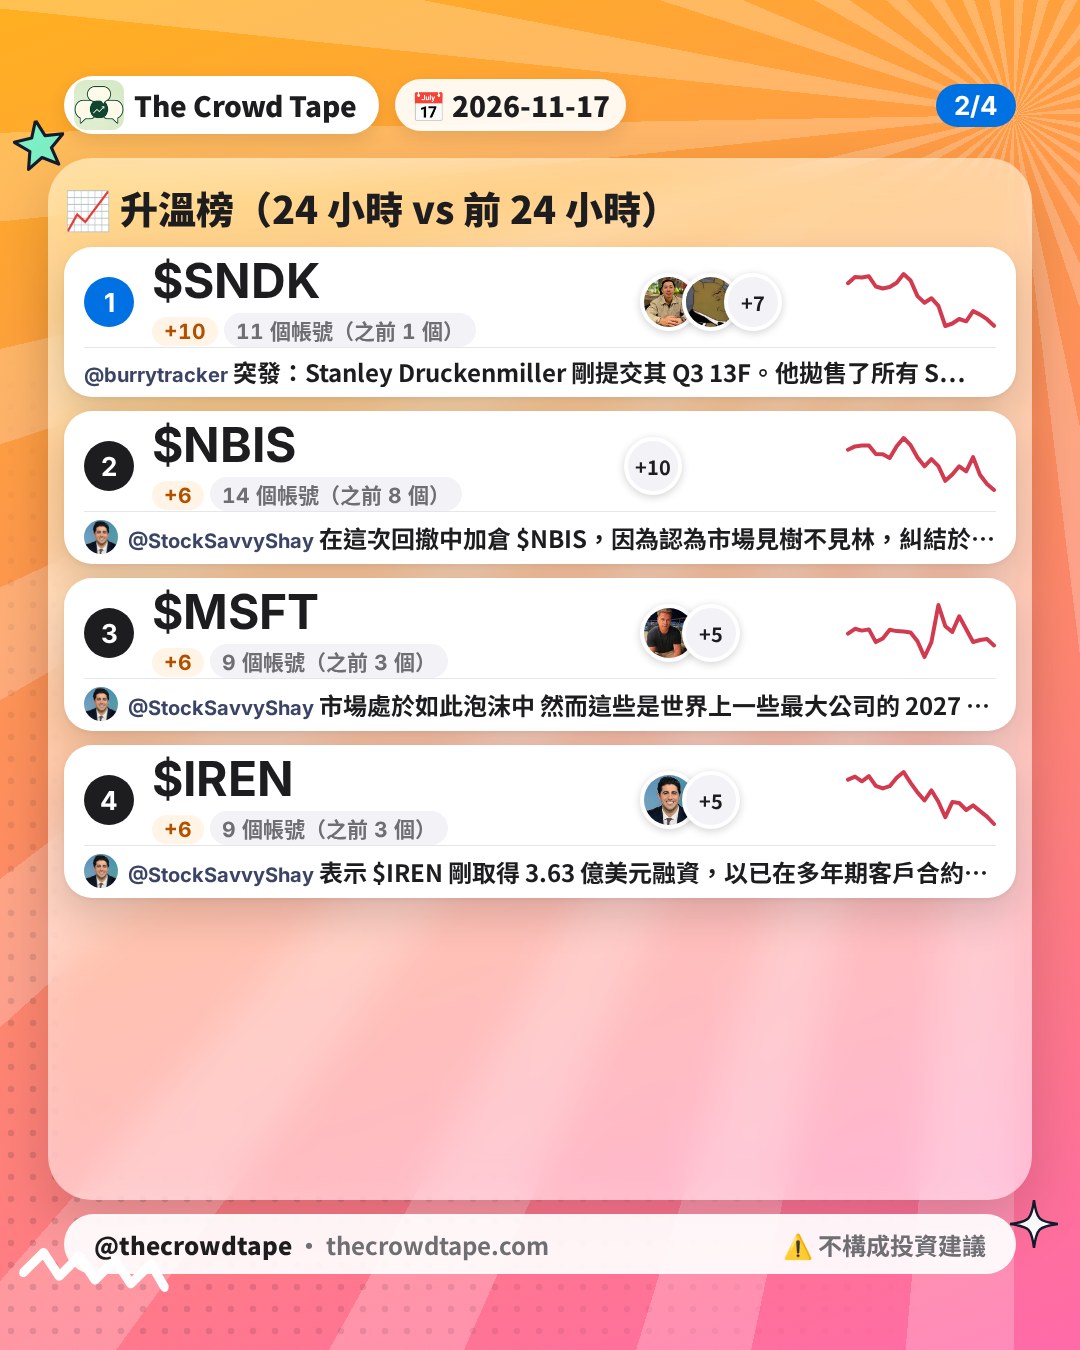 The Crowd Tape
July 17
2026-11-17
2/4
升溫榜（24 小時 vs 前 24 小時）
1
$SNDK
+10
11 個帳號（之前 1 個）
+7
@burrytracker 突發：Stanley Druckenmiller 剛提交其 Q3 13F。他拋售了所有 S...
2
$NBIS
+6
14 個帳號（之前 8 個）
+10
@StockSavvyShay 在這次回撤中加倉 $NBIS，因為認為市場見樹不見林，糾結於…
3
$MSFT
+6
9 個帳號（之前 3 個）
+5
@StockSavvyShay 市場處於如此泡沫中 然而這些是世界上一些最大公司的 2027 …
4
$IREN
+6
9 個帳號（之前 3 個）
+5
@StockSavvyShay 表示 $IREN 剛取得 3.63 億美元融資，以已在多年期客戶合約…
@thecrowdtape • thecrowdtape.com
⚠️ 不構成投資建議